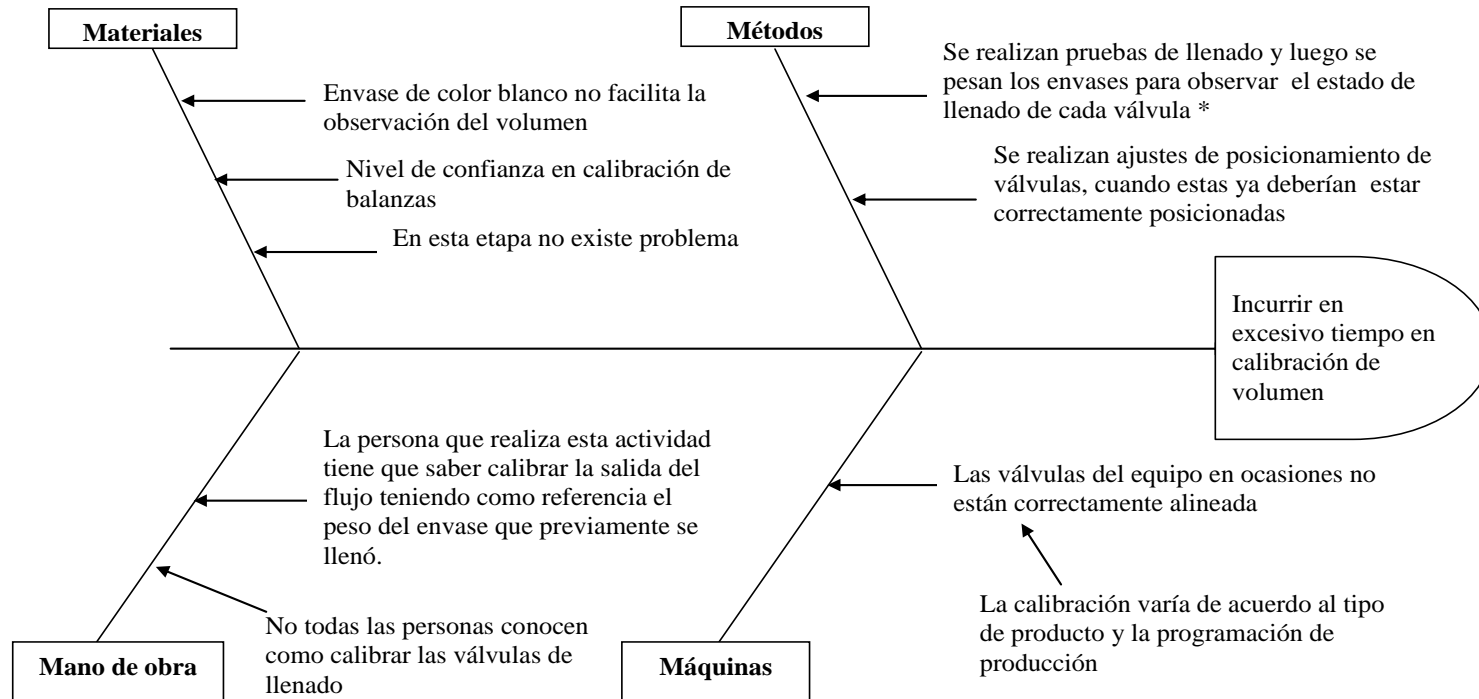 Materiales
Métodos
Envase de color blanco no facilita la
observación del volumen
Nivel de confianza en calibración de
balanzas
En esta etapa no existe problema
Se realizan pruebas de llenado y luego se
pesan los envases para observar el estado de
llenado de cada válvula *
Se realizan ajustes de posicionamiento de
válvulas, cuando estas ya deberían estar
correctamente posicionadas
Incurrir en
excesivo tiempo en
calibración de
volumen
La persona que realiza esta actividad
tiene que saber calibrar la salida del
flujo teniendo como referencia el
peso del envase que previamente se
llenó.
No todas las personas conocen
como calibrar las válvulas de
llenado
Las válvulas del equipo en ocasiones no
están correctamente alineada
La calibración varía de acuerdo al tipo
de producto y la programación de
producción
Mano de obra
Máquinas